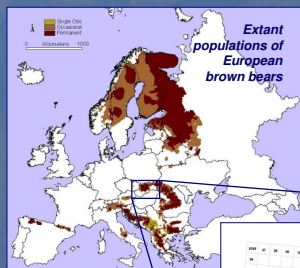 Single Obs
Occasional
Permanent
0 Kilometers 1000
Extant
populations of
European
brown bears